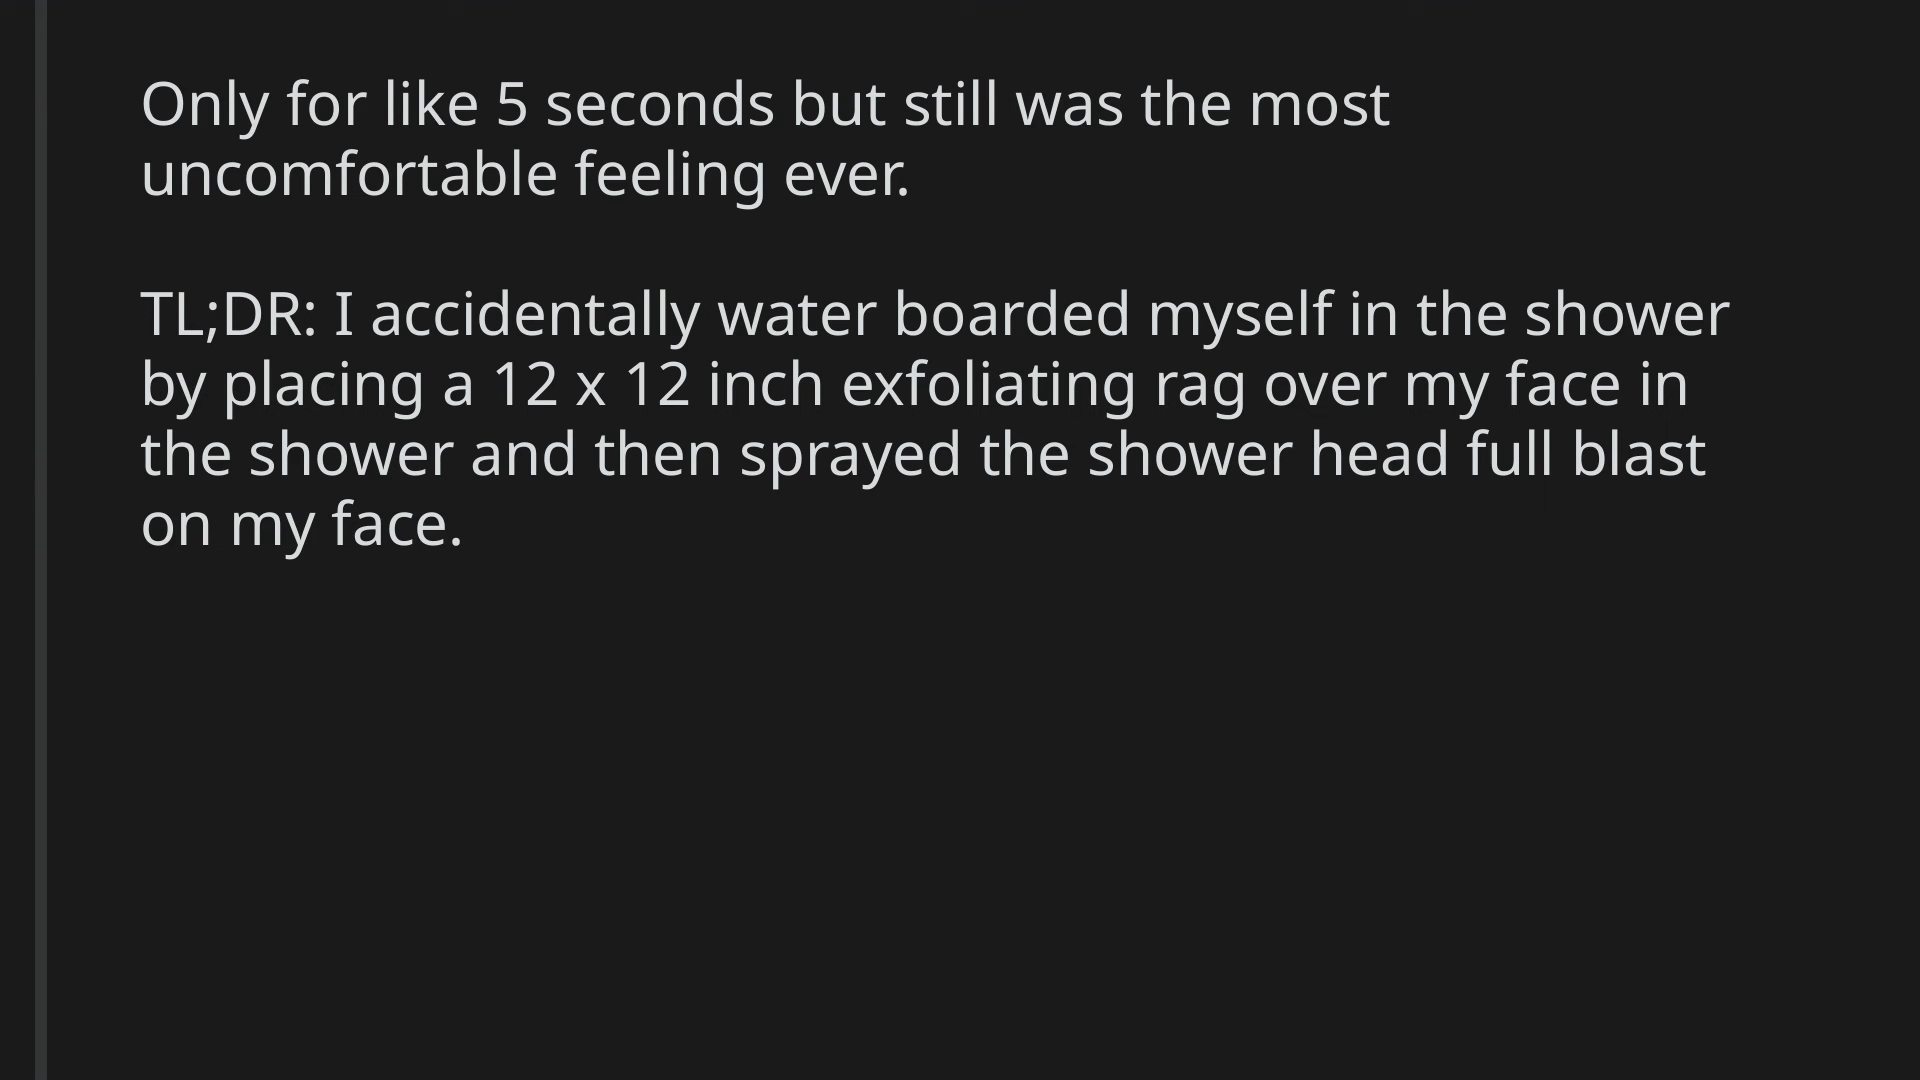 Only for like 5 seconds but still was the most
uncomfortable feeling ever.
TL;DR: I accidentally water boarded myself in the shower
by placing a 12 x 12 inch exfoliating rag over my face in
the shower and then sprayed the shower head full blast
on my face.